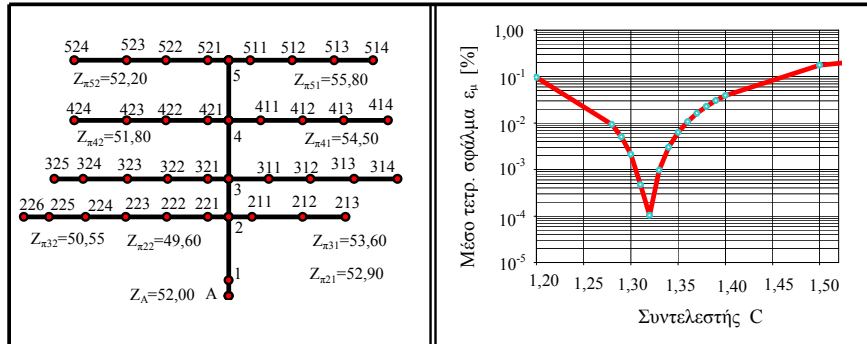 524 523 522 521 511 512 513 514
5
Zπ52=52,20 Zπ51=55,80
424 423 422 421 411 412 413 414
4
Zπ42=51,80 Zπ41=54,50
325 324 323 322 321 311 312 313 314
3
226 225 224 223 222 221 211 212 213
2
Zπ32=50,55 Zπ22=49,60 Zπ31=53,60
1 Zπ21=52,90
ZA=52,00 A
Μέσο τετρ. σφάλμα εμ [%]
1,00
10-1
10-2
10-3
10-4
10-5
1,20 1,25 1,30 1,35 1,40 1,45 1,50
Συντελεστής C